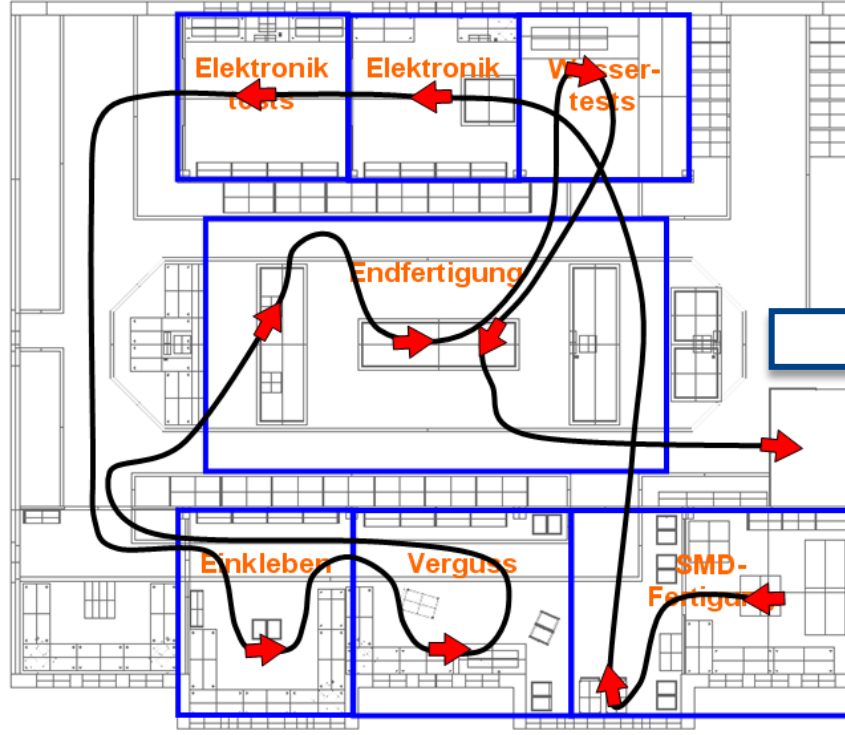 Elektronik
tests
Elektronik
Wasser-
tests
Endfertigung
Einkleben
Verguss
SMD-
Fertigung